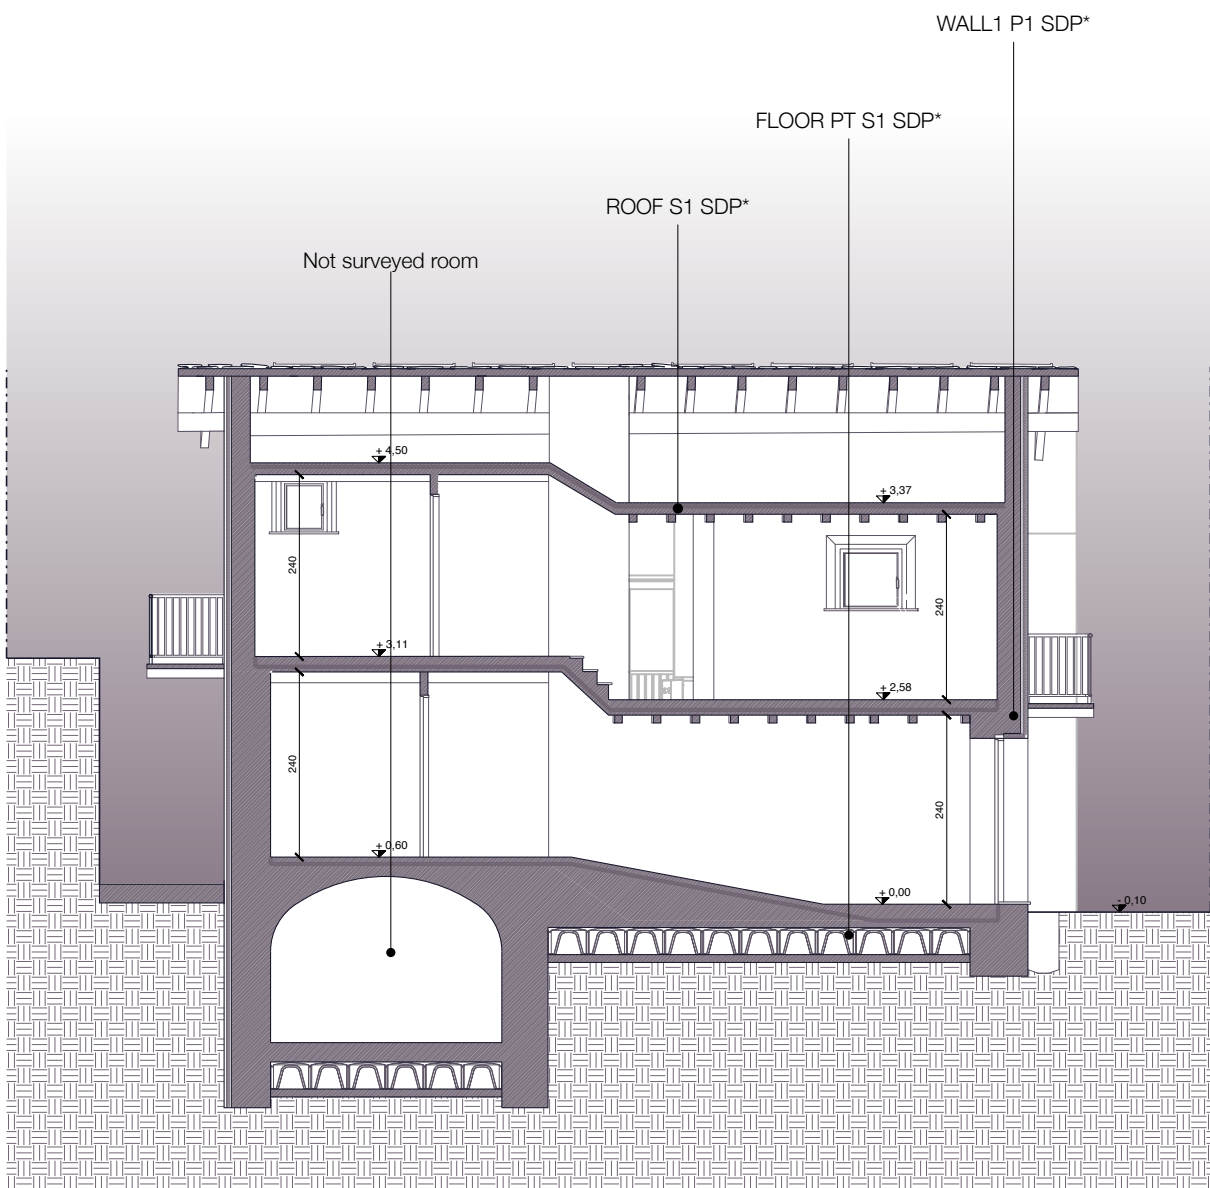 WALL1 P1 SDP*
FLOOR PT S1 SDP*
ROOF S1 SDP*
Not surveyed room
+ 4,50
+ 3,37
240
240
+ 3,11
+ 2,58
240
240
+ 0,60
+ 0,00
- 0,10